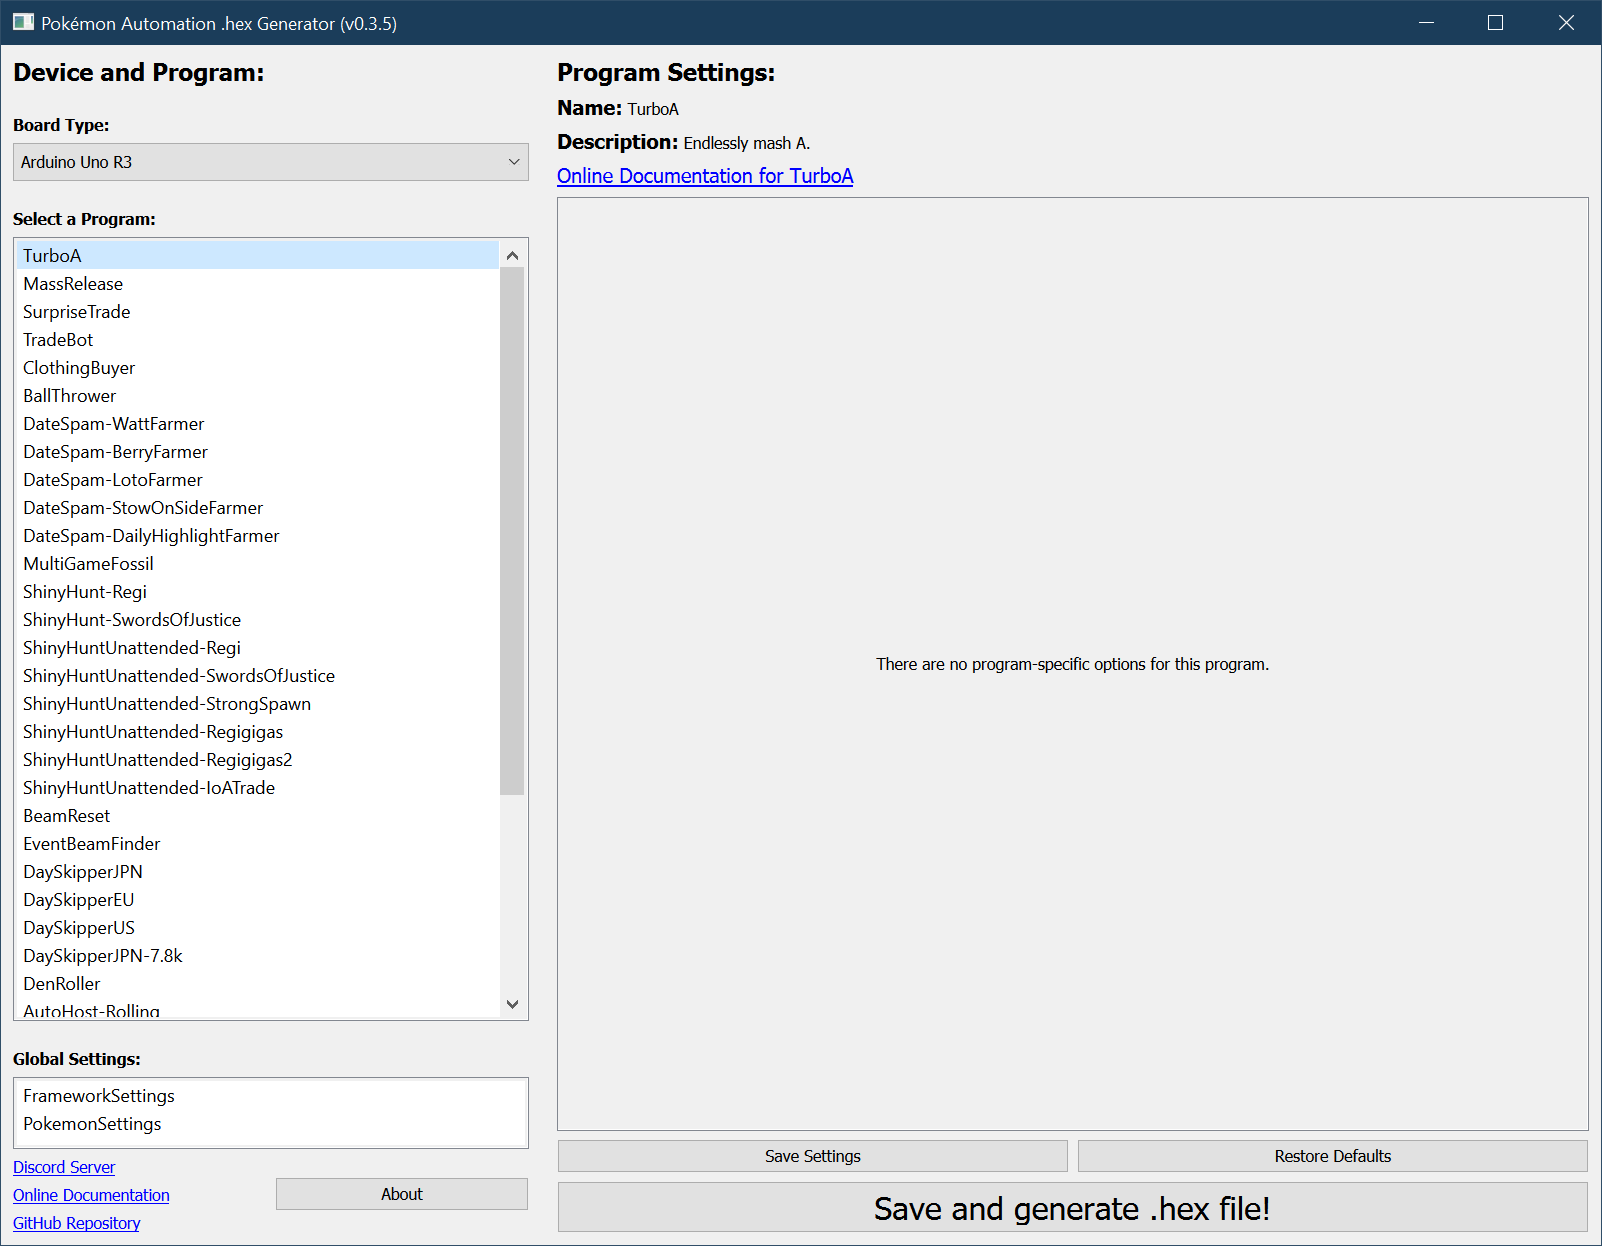 Pokémon Automation .hex Generator (v0.3.5)
Device and Program:
Board Type:
Arduino Uno R3
Select a Program:
TurboA
MassRelease
SurpriseTrade
TradeBot
ClothingBuyer
BallThrower
DateSpam-WattFarmer
DateSpam-BerryFarmer
DateSpam-LotoFarmer
DateSpam-StowOnSideFarmer
DateSpam-DailyHighlightFarmer
MultiGameFossil
ShinyHunt-Regi
ShinyHunt-SwordsOfJustice
ShinyHuntUnattended-Regi
ShinyHuntUnattended-SwordsOfJustice
ShinyHuntUnattended-StrongSpawn
ShinyHuntUnattended-Regigigas
ShinyHuntUnattended-Regigigas2
ShinyHuntUnattended-IoATrade
BeamReset
EventBeamFinder
DaySkipperJPN
DaySkipperEU
DaySkipperUS
DaySkipperJPN-7.8k
DenRoller
AutoHost-Rolling
Global Settings:
FrameworkSettings
PokemonSettings
Discord Server
Online Documentation
GitHub Repository
About
Program Settings:
Name: TurboA
Description: Endlessly mash A.
Online Documentation for TurboA
There are no program-specific options for this program.
Save Settings
Restore Defaults
Save and generate .hex file!